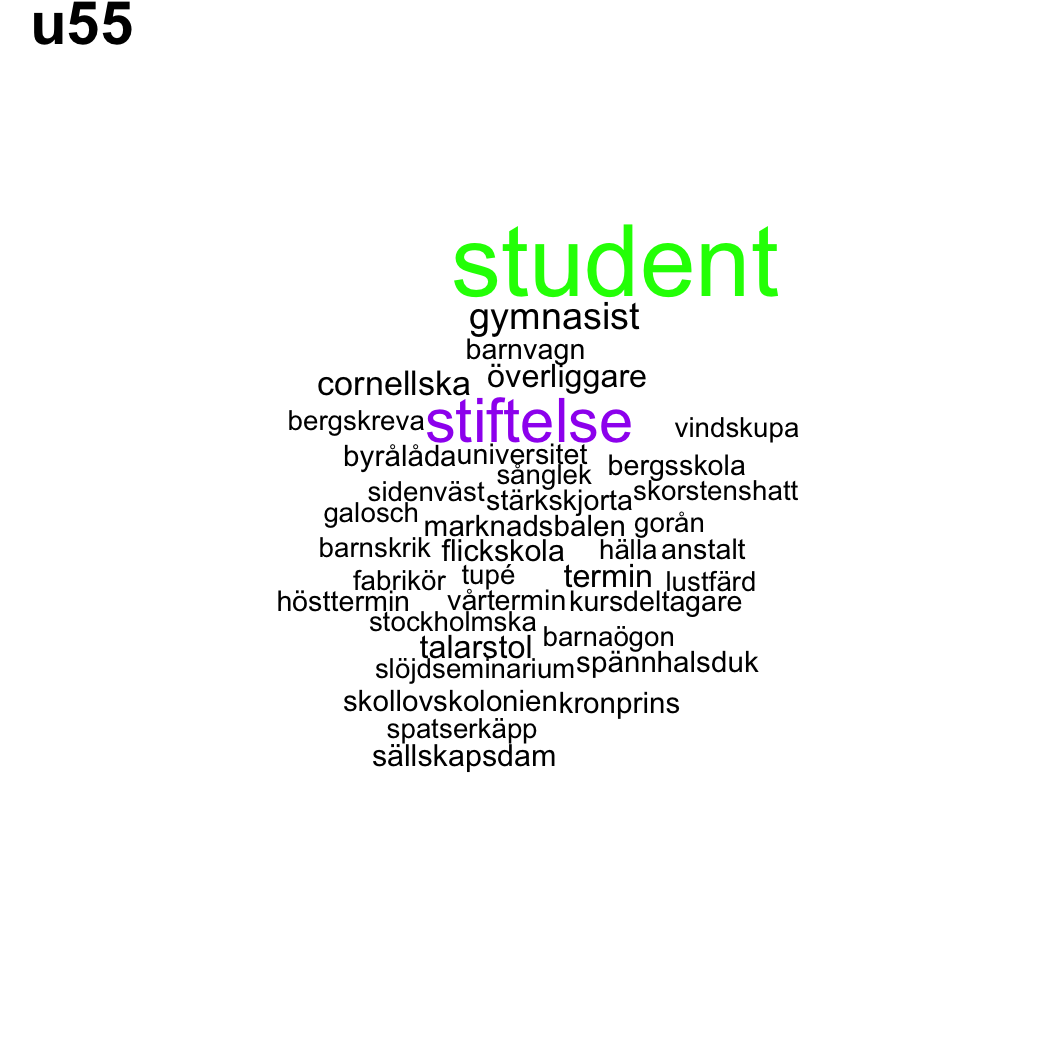 u55
student
gymnasist
barnvagn
cornellska överliggare
bergskreva stiftelse vindskupa
byrålåda universitet
sånglek bergsskola
sidenväst stärkskjorta skorstenshatt
galosch marknadsbalen gorån
barnskrik flickskola hälla anstalt
fabrikör tupé termin lustfärd
hösttermin vårtermin kursdeltagare
stockholmska
talarstol barnaögon
slöjdseminarium spännhalsduk
skollovskolonien kronprins
spatserkäpp
sällskapsdam